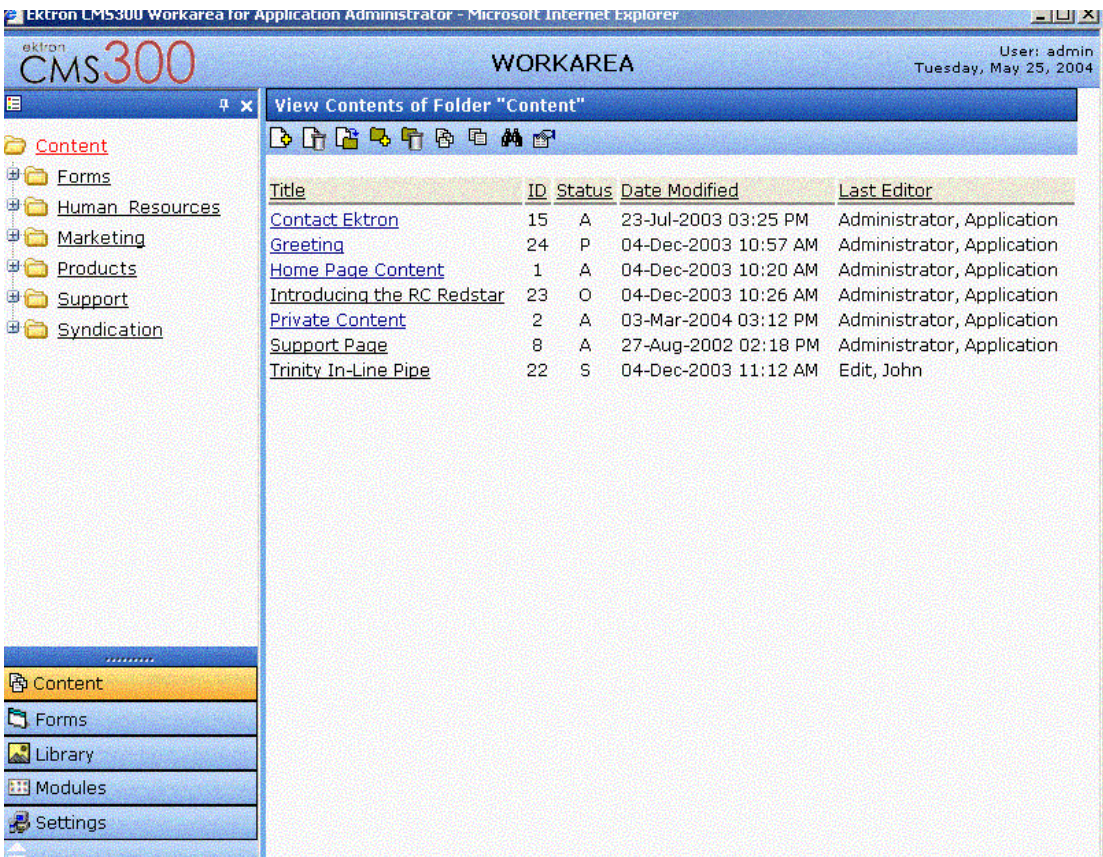 Ektron CMS300 Workarea for Application Administrator - Microsoft Internet Explorer
ektron
CMS300
WORKAREA
User: admin
Tuesday, May 25, 2004
View Contents of Folder "Content"
Content
Forms
Human Resources
Marketing
Products
Support
Syndication
Title ID Status Date Modified Last Editor
Contact Ektron 15 A 23-Jul-2003 03:25 PM Administrator, Application
Greeting 24 P 04-Dec-2003 10:57 AM Administrator, Application
Home Page Content 1 A 04-Dec-2003 10:20 AM Administrator, Application
Introducing the RC Redstar 23 O 04-Dec-2003 10:26 AM Administrator, Application
Private Content 2 A 03-Mar-2004 03:12 PM Administrator, Application
Support Page 8 A 27-Aug-2002 02:18 PM Administrator, Application
Trinity In-Line Pipe 22 S 04-Dec-2003 11:12 AM Edit, John
Content
Forms
Library
Modules
Settings